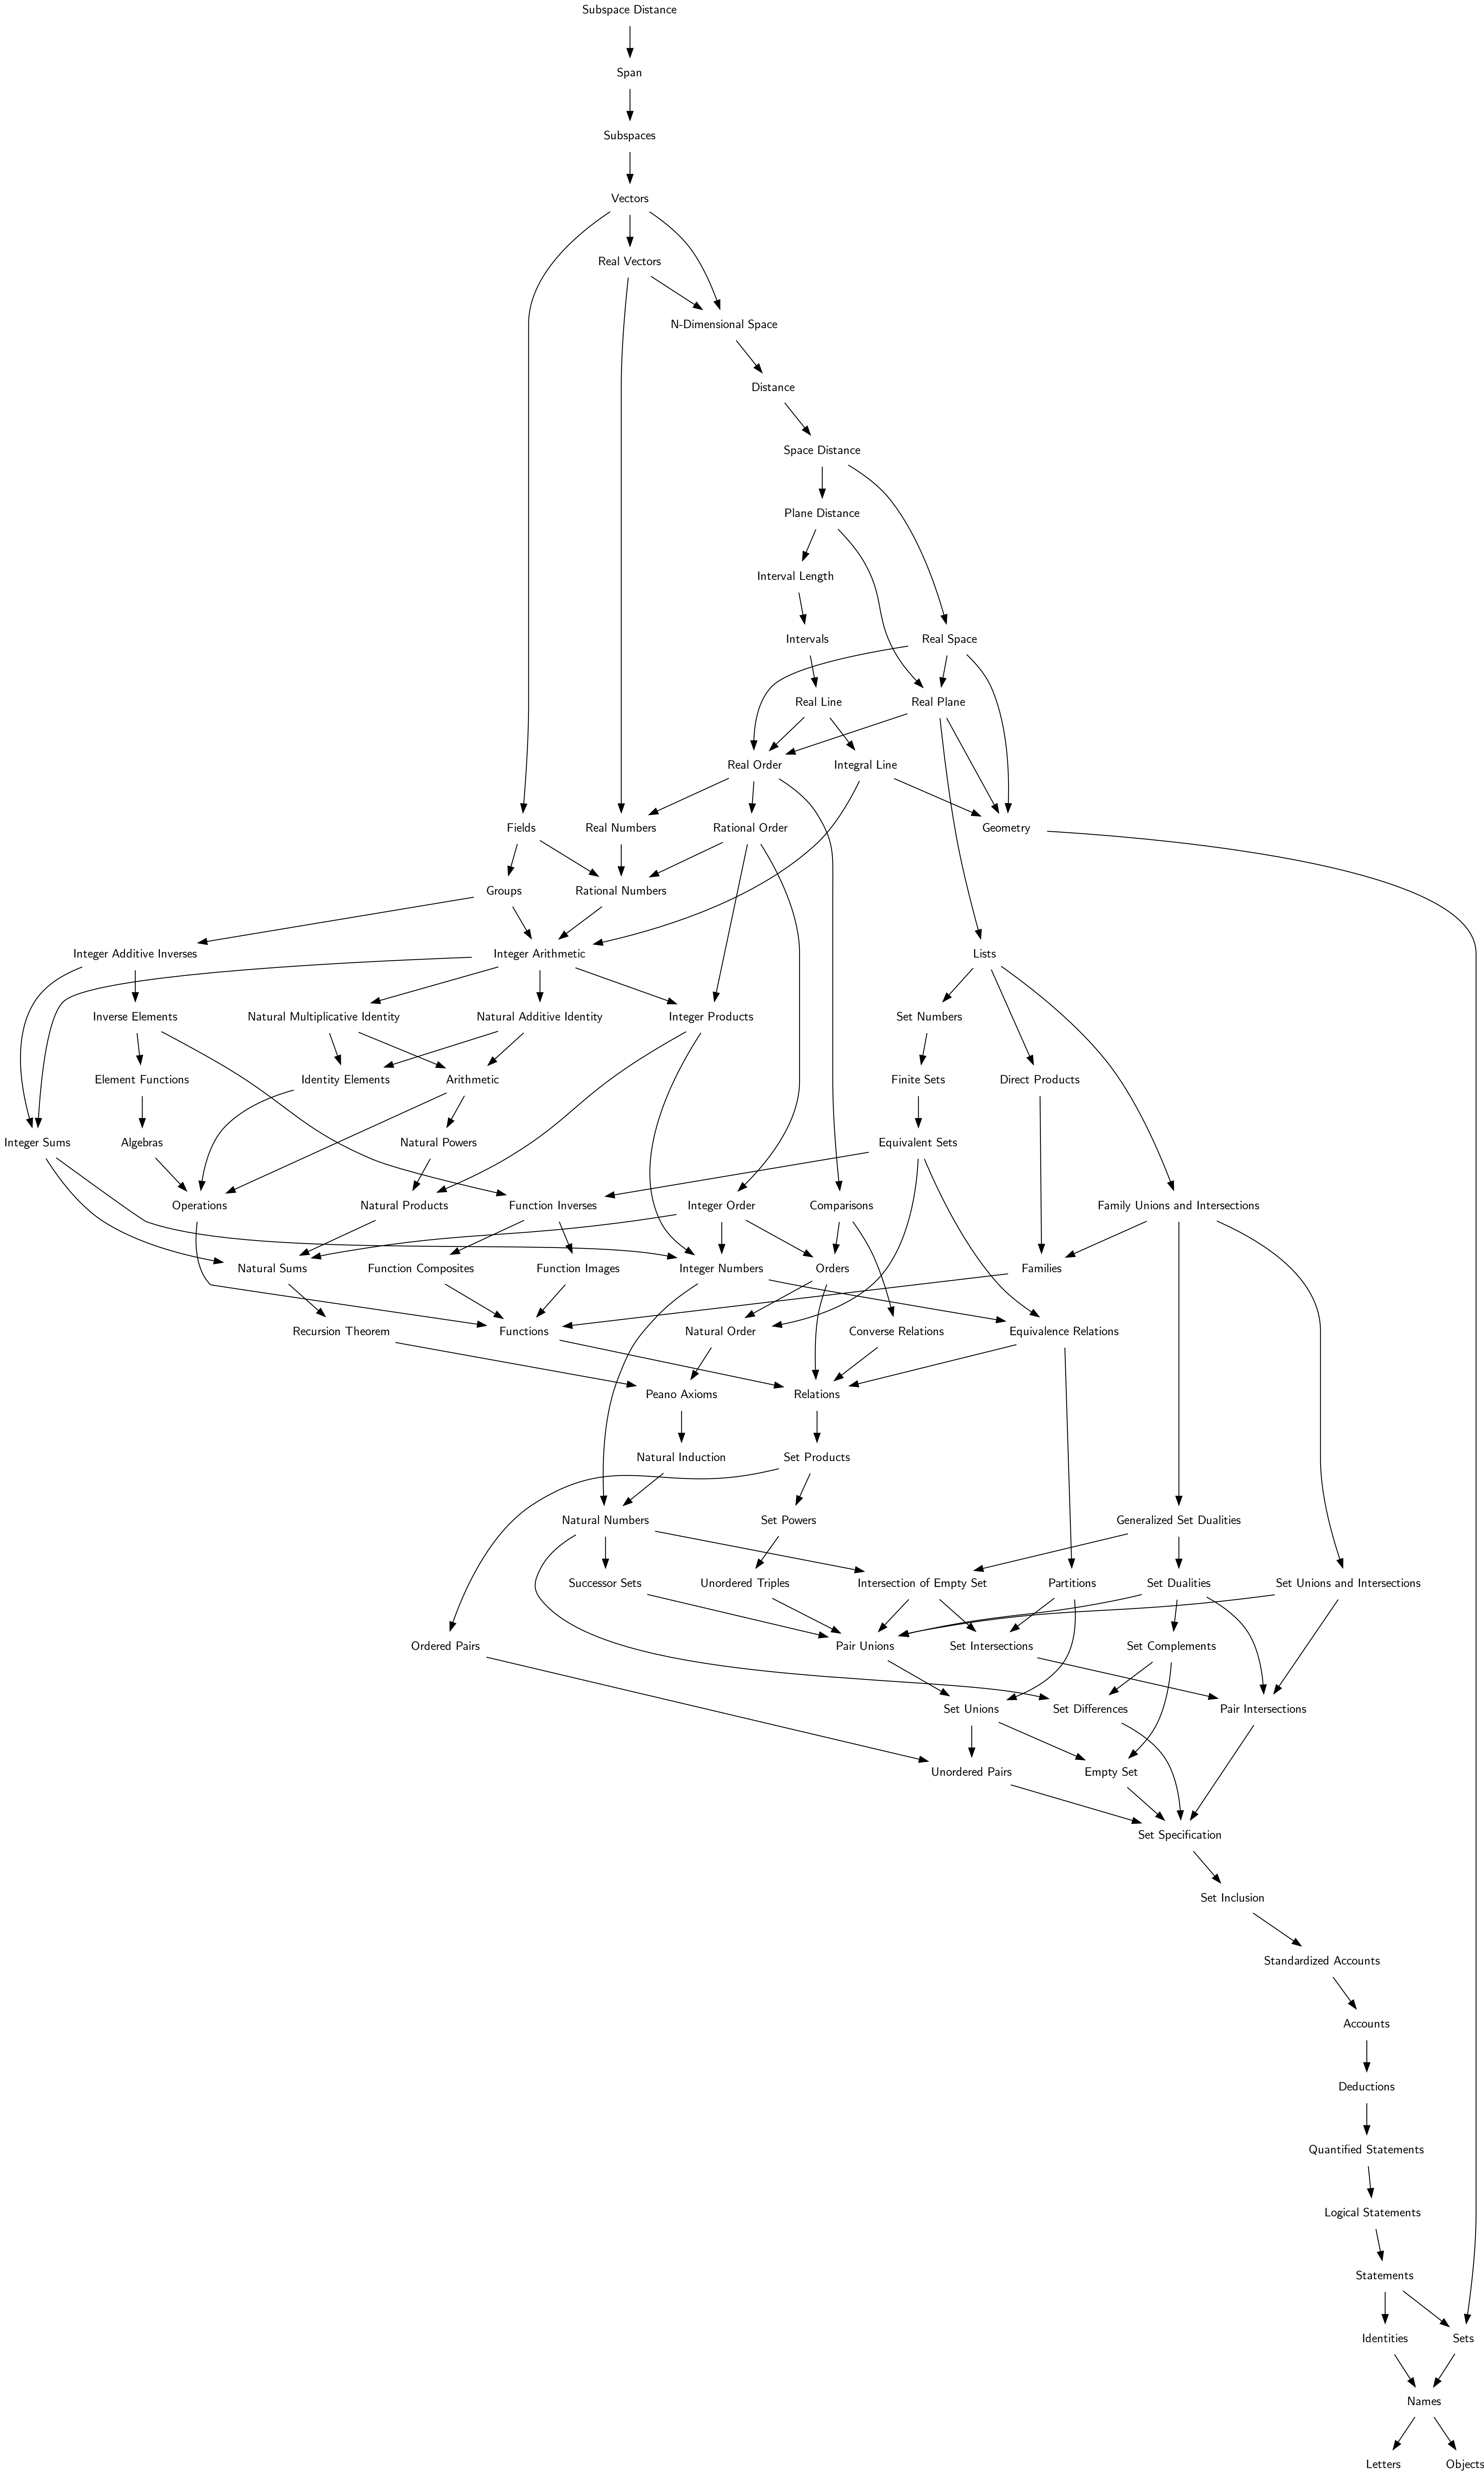 Subspace Distance
Span
Subspaces
Vectors
Real Vectors
N-Dimensional Space
Distance
Space Distance
Plane Distance
Interval Length
Intervals
Real Space
Real Line
Real Plane
Real Order
Integral Line
Fields
Real Numbers
Rational Order
Geometry
Groups
Rational Numbers
Integer Additive Inverses
Integer Arithmetic
Lists
Inverse Elements
Natural Multiplicative Identity
Natural Additive Identity
Integer Products
Set Numbers
Element Functions
Identity Elements
Arithmetic
Finite Sets
Direct Products
Integer Sums
Algebras
Natural Powers
Equivalent Sets
Operations
Natural Products
Function Inverses
Integer Order
Comparisons
Family Unions and Intersections
Natural Sums
Function Composites
Function Images
Integer Numbers
Orders
Families
Recursion Theorem
Functions
Natural Order
Converse Relations
Equivalence Relations
Peano Axioms
Relations
Natural Induction
Set Products
Natural Numbers
Set Powers
Generalized Set Dualities
Successor Sets
Unordered Triples
Intersection of Empty Set
Partitions
Set Dualities
Set Unions and Intersections
Ordered Pairs
Pair Unions
Set Intersections
Set Complements
Set Unions
Set Differences
Pair Intersections
Unordered Pairs
Empty Set
Set Specification
Set Inclusion
Standardized Accounts
Accounts
Deductions
Quantified Statements
Logical Statements
Statements
Identities
Sets
Names
Letters
Objects